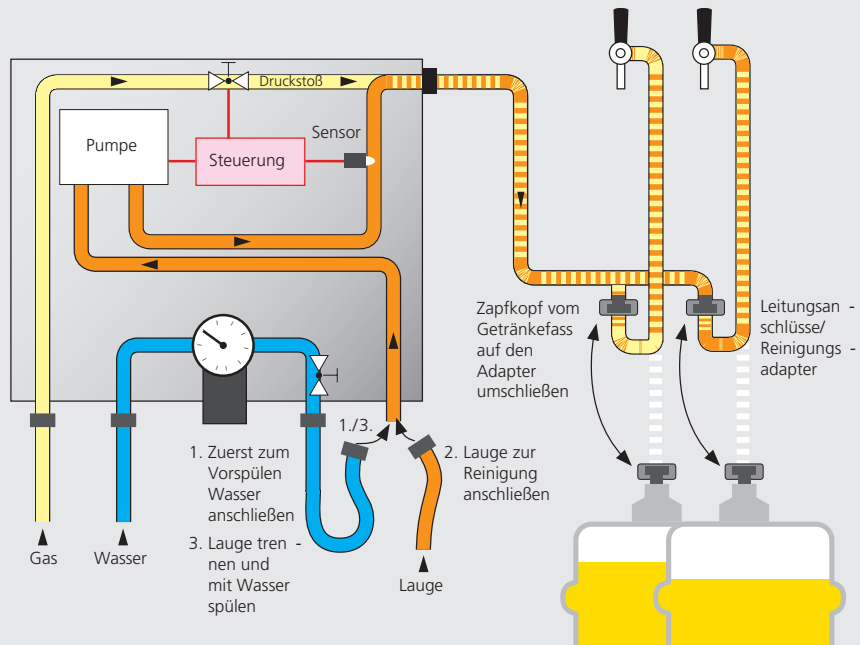 Druckstoß
Pumpe
Sensor
Steuerung
Zapfkopf vom
Getränkefass
auf den
Adapter
umschließen
Leitungsan -
schlüsse/
Reinigungs -
adapter
1./3.
1. Zuerst zum
Vorspülen
Wasser
anschließen
3. Lauge tren -
nen und
mit Wasser
spülen
2. Lauge zur
Reinigung
anschließen
Gas
Wasser
Lauge